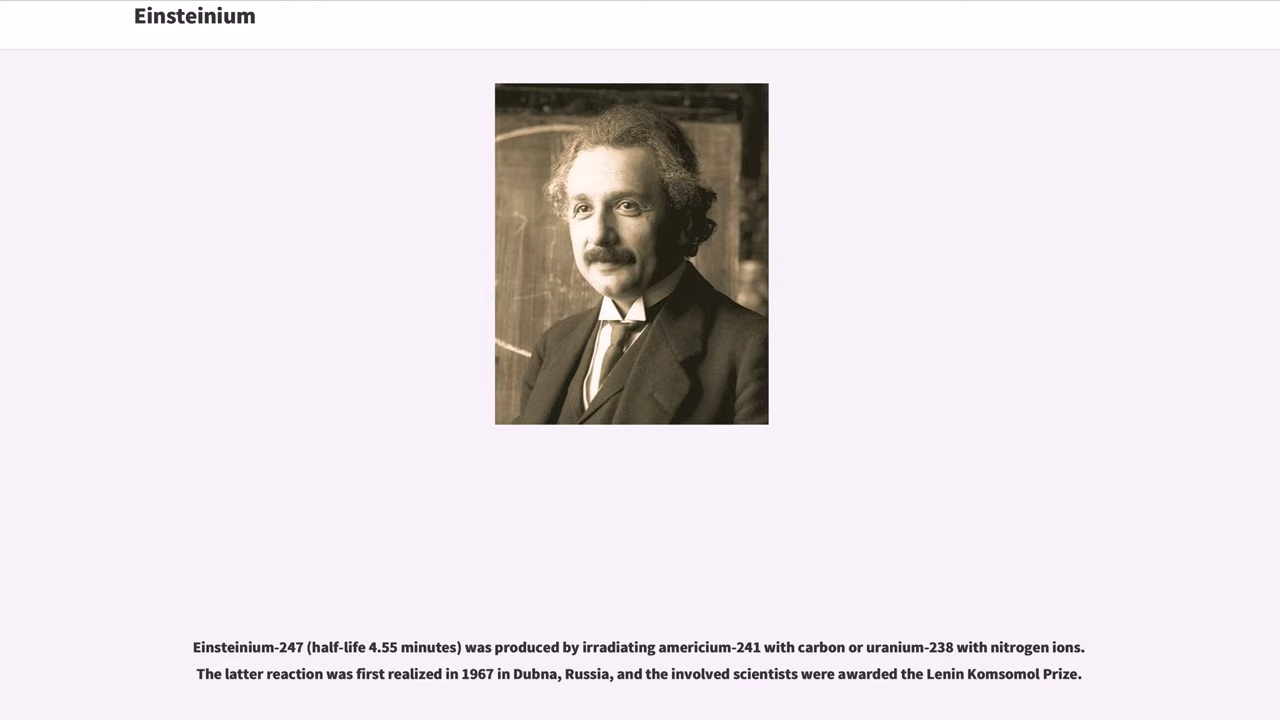 Einsteinium
Einsteinium-247 (half-life 4.55 minutes) was produced by irradiating americium-241 with carbon or uranium-238 with nitrogen ions.
The latter reaction was first realized in 1967 in Dubna, Russia, and the involved scientists were awarded the Lenin Komsomol Prize.